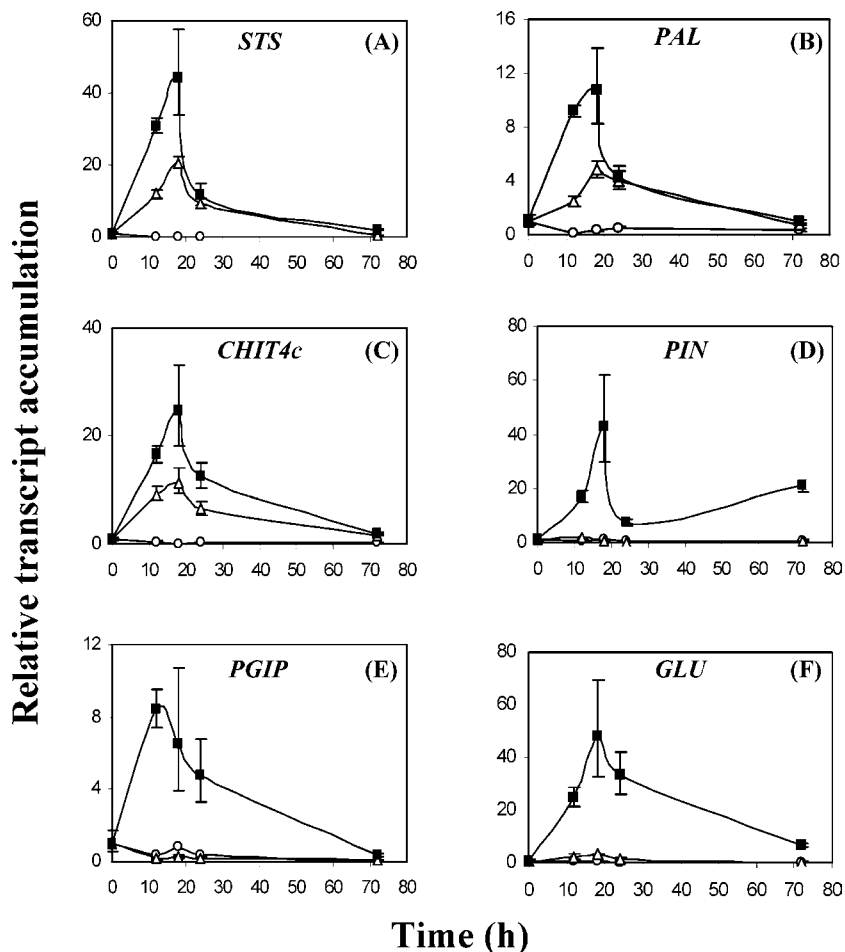 Relative transcript accumulation
STS (A)
60
40
20
0
0 10 20 30 40 50 60 70 80
PAL (B)
16
12
8
4
0
0 10 20 30 40 50 60 70 80
CHIT4c (C)
40
20
0
0 10 20 30 40 50 60 70 80
PIN (D)
80
60
40
20
0
0 10 20 30 40 50 60 70 80
PGIP (E)
12
8
4
0
0 10 20 30 40 50 60 70 80
GLU (F)
80
60
40
20
0
0 10 20 30 40 50 60 70 80
Time (h)